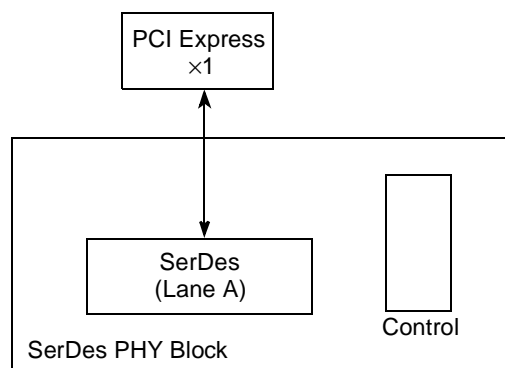 PCI Express
×1
SerDes
(Lane A)
Control
SerDes PHY Block